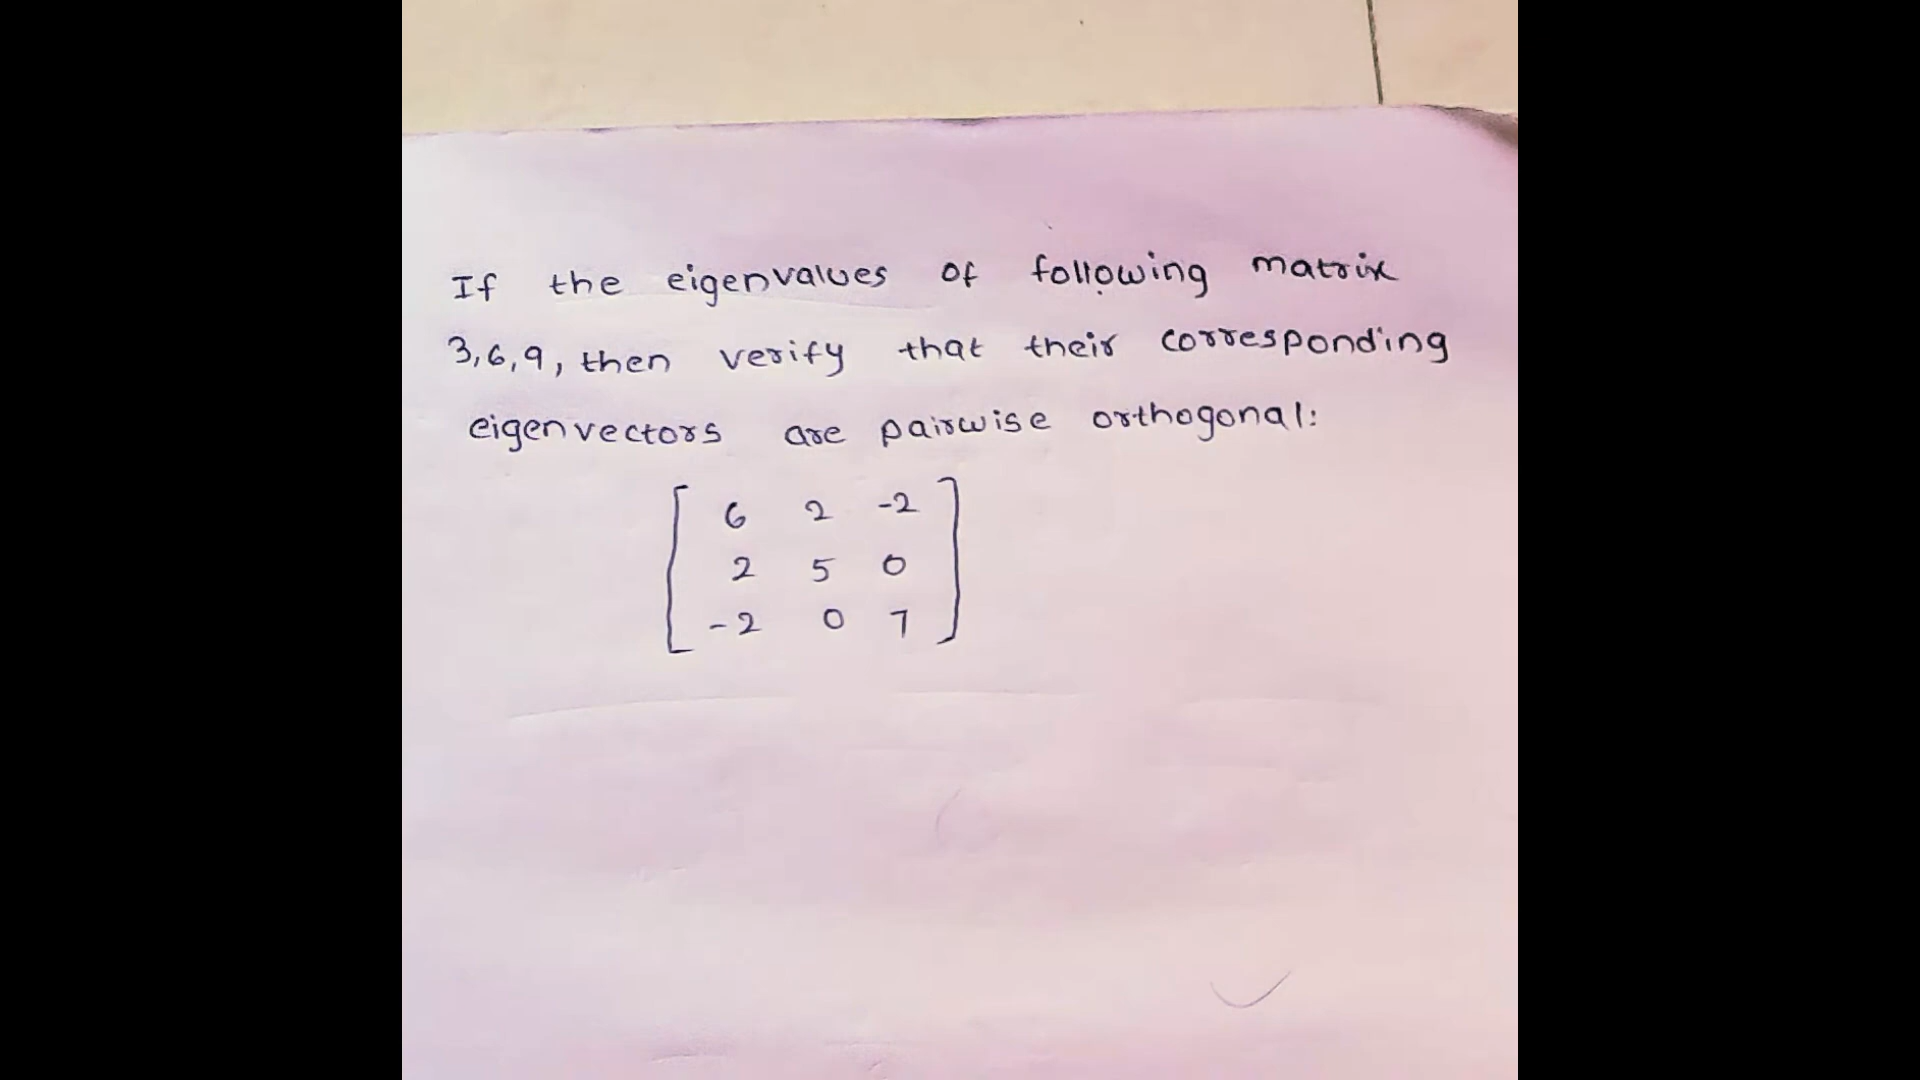 If the eigenvalues of following matrix
3,6,9, then verify that their corresponding
eigenvectors are pairwise orthogonal:
6 2 -2
2 5 0
-2 0 7